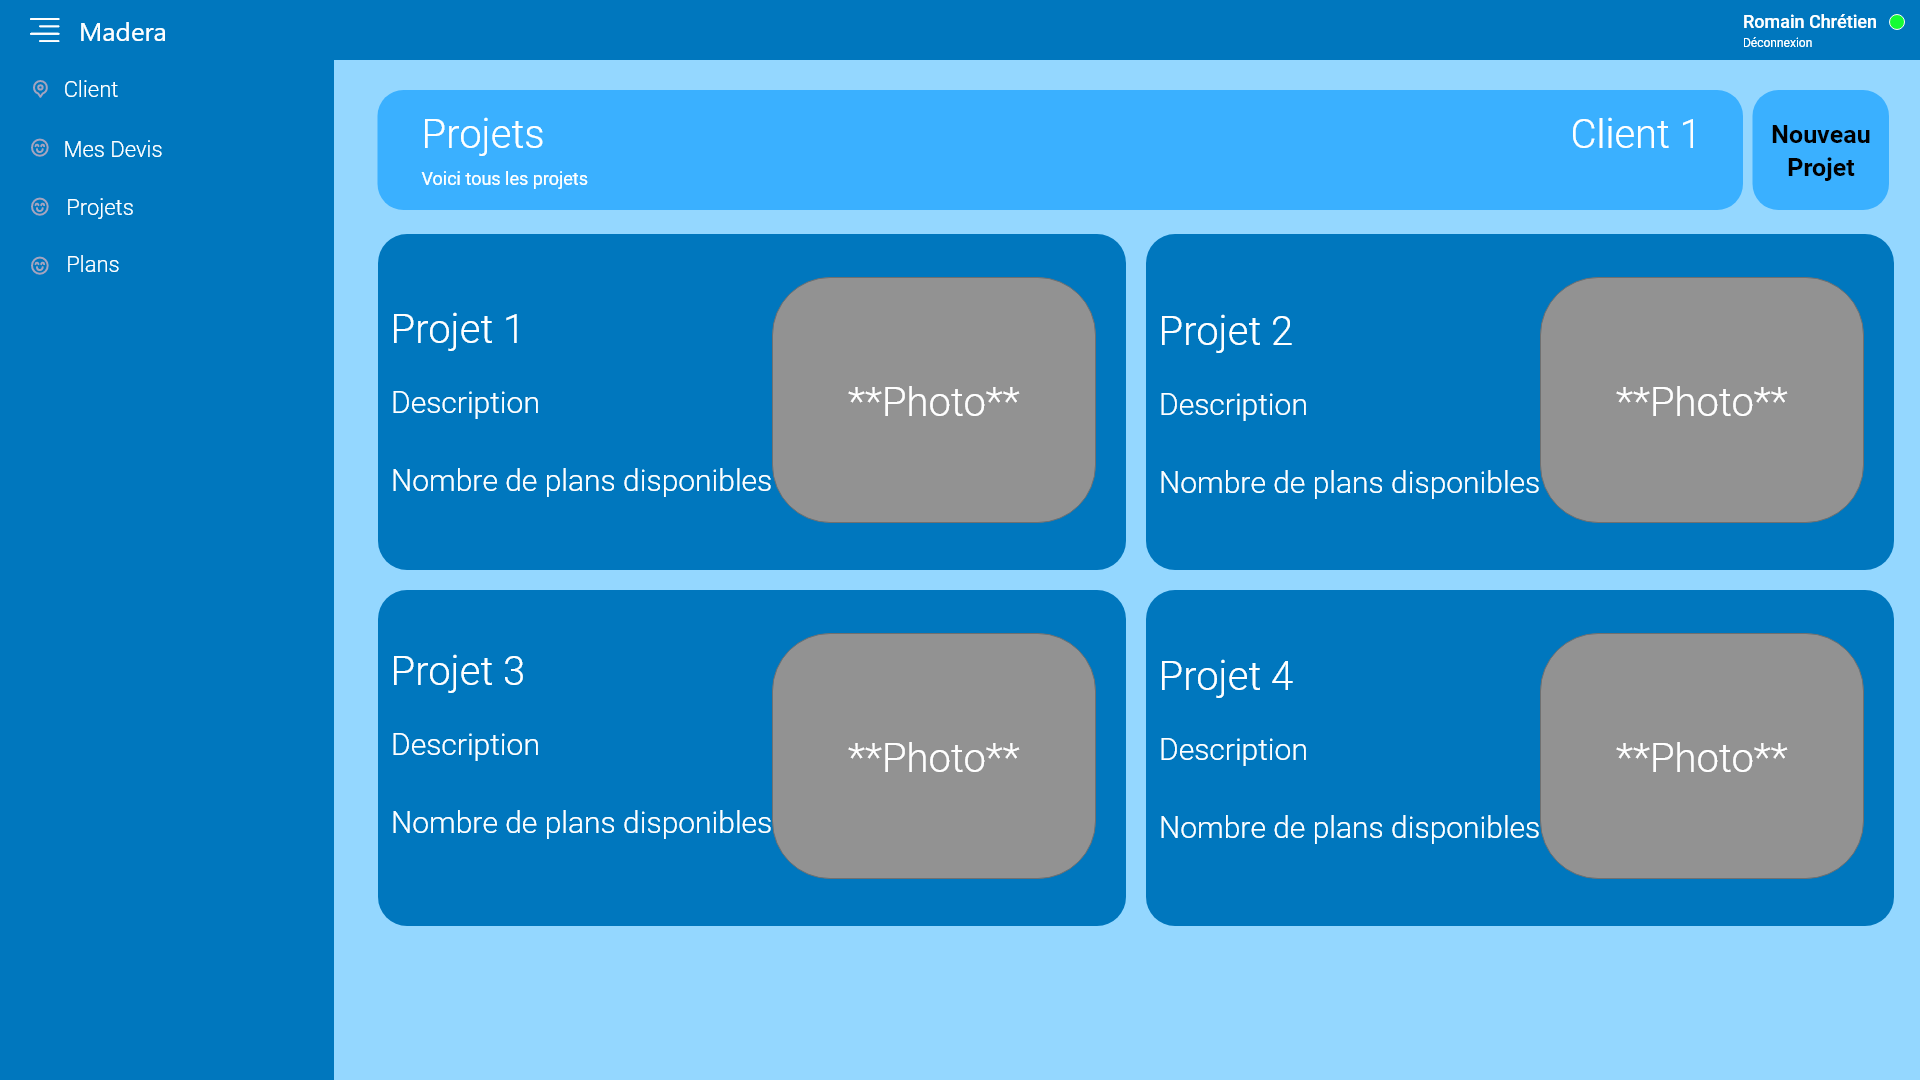 Madera
Romain Chrétien
Déconnexion
Client
Mes Devis
Projets
Plans
Projets
Voici tous les projets
Client 1
Nouveau
Projet
Projet 1
Description
Nombre de plans disponibles
**Photo**
Projet 2
Description
Nombre de plans disponibles
**Photo**
Projet 3
Description
Nombre de plans disponibles
**Photo**
Projet 4
Description
Nombre de plans disponibles
**Photo**